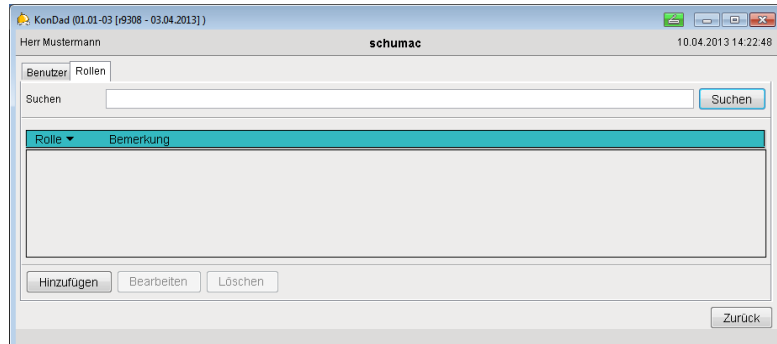 KonDad (01.01-03 [r9308 - 03.04.2013] )
Herr Mustermann schumac 10.04.2013 14:22:48
Benutzer Rollen
Suchen Suchen
Rolle Bemerkung
Hinzufügen Bearbeiten Löschen
Zurück